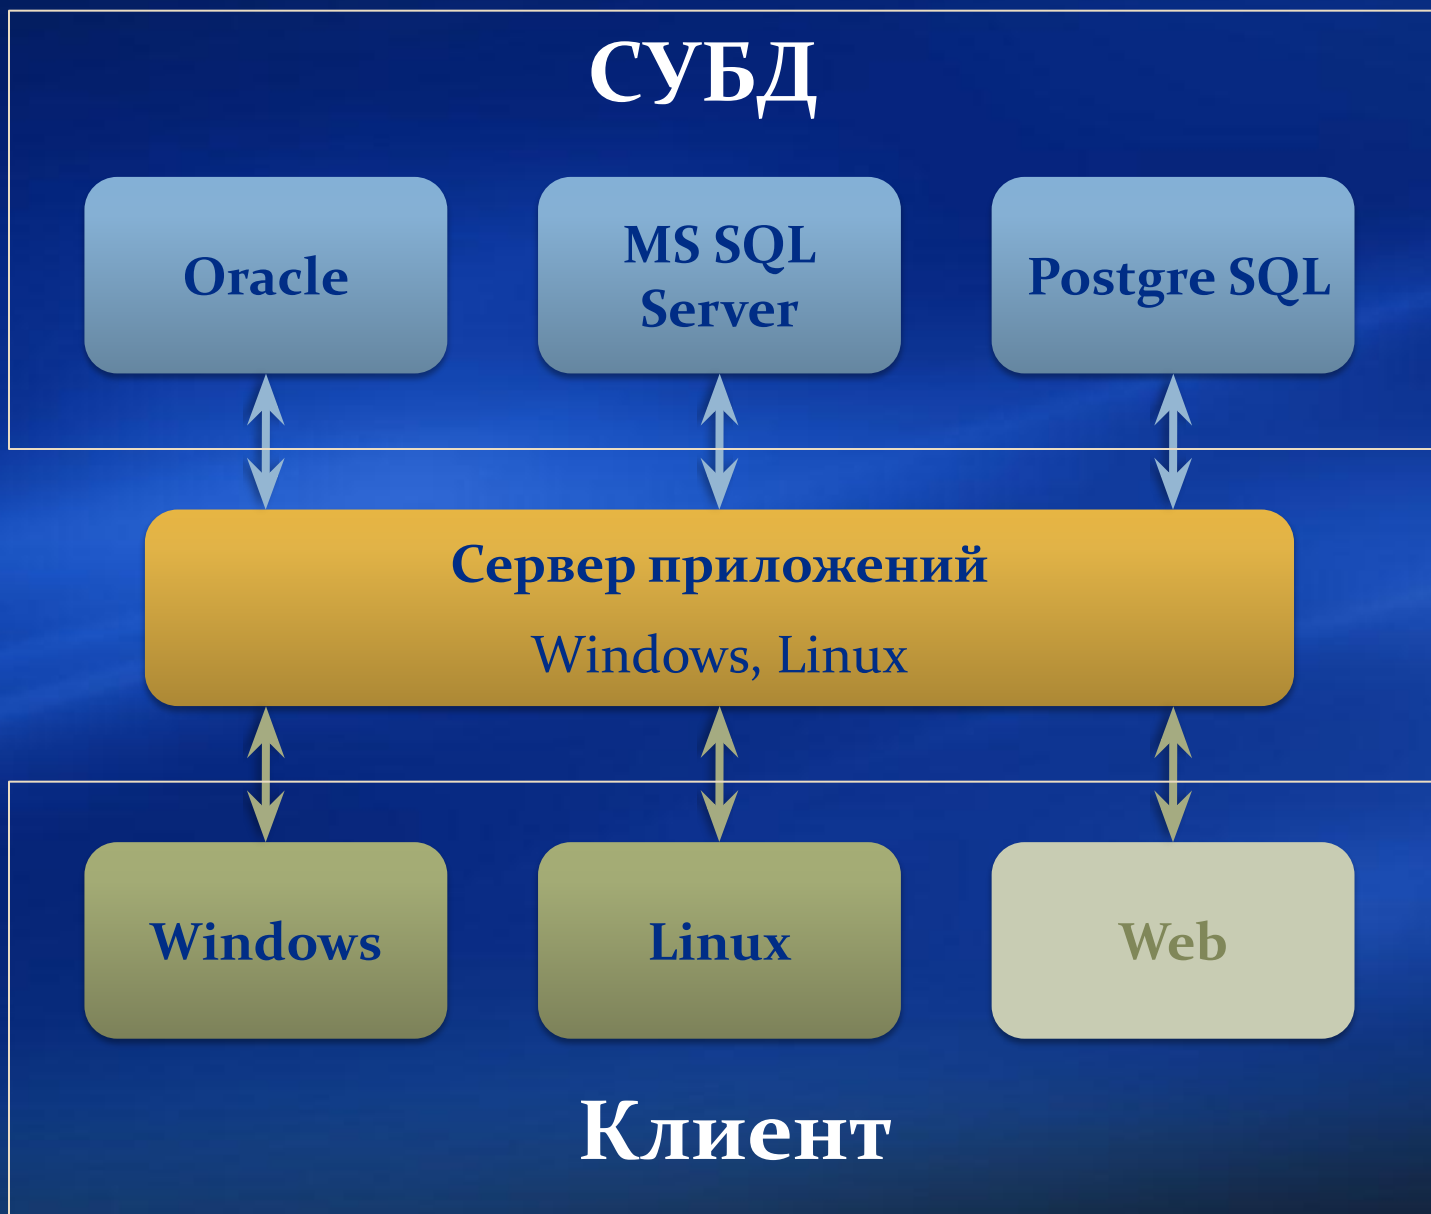 СУБД
Oracle
MS SQL
Server
Postgre SQL
Сервер приложений
Windows, Linux
Windows
Linux
Web
Клиент